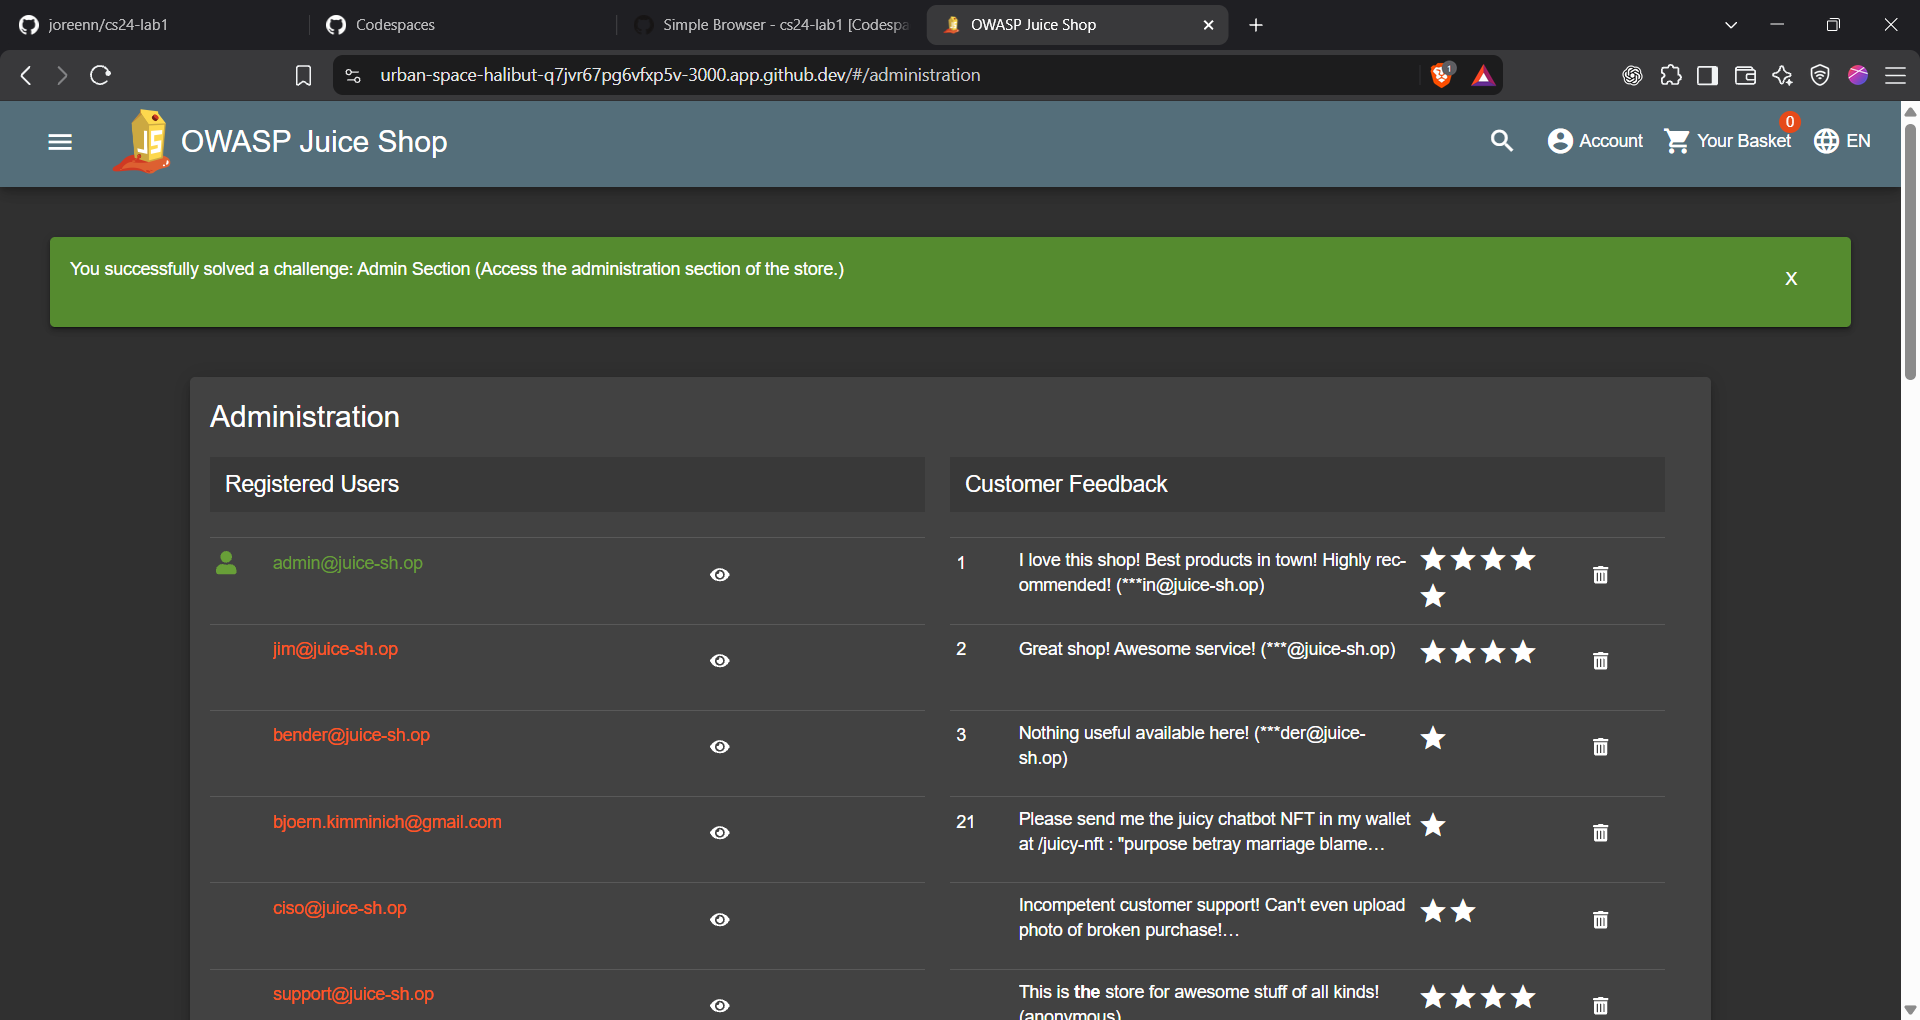 joreenn/cs24-lab1
Codespaces
Simple Browser - cs24-lab1 [Codespa
OWASP Juice Shop
urban-space-halibut-q7jvr67pg6vfxp5v-3000.app.github.dev/#/administration
1
JS
OWASP Juice Shop
Account
0
Your Basket
EN
You successfully solved a challenge: Admin Section (Access the administration section of the store.)
X
Administration
Registered Users
admin@juice-sh.op
jim@juice-sh.op
bender@juice-sh.op
bjoern.kimminich@gmail.com
ciso@juice-sh.op
support@juice-sh.op
Customer Feedback
1
I love this shop! Best products in town! Highly rec-
ommended! (***in@juice-sh.op)
2
Great shop! Awesome service! (***@juice-sh.op)
3
Nothing useful available here! (***der@juice-
sh.op)
21
Please send me the juicy chatbot NFT in my wallet
at /juicy-nft : "purpose betray marriage blame…
Incompetent customer support! Can't even upload
photo of broken purchase!…
This is the store for awesome stuff of all kinds!
(anonymous)